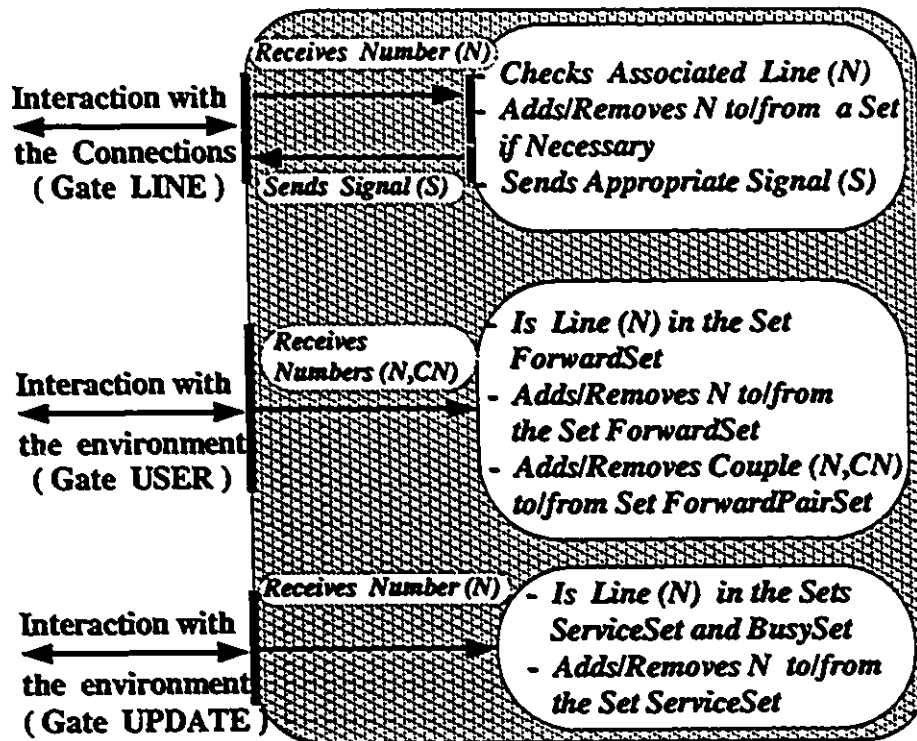 Receives Number (N)
- Checks Associated Line (N)
- Adds/Removes N to/from a Set
if Necessary
- Sends Appropriate Signal (S)
Interaction with
the Connections
( Gate LINE )
Sends Signal (S)
Receives
Numbers (N,CN)
- Is Line (N) in the Set
ForwardSet
- Adds/Removes N to/from
the Set ForwardSet
- Adds/Removes Couple (N,CN)
to/from Set ForwardPairSet
Interaction with
the environment
( Gate USER )
Receives Number (N)
- Is Line (N) in the Sets
ServiceSet and BusySet
- Adds/Removes N to/from
the Set ServiceSet
Interaction with
the environment
( Gate UPDATE )